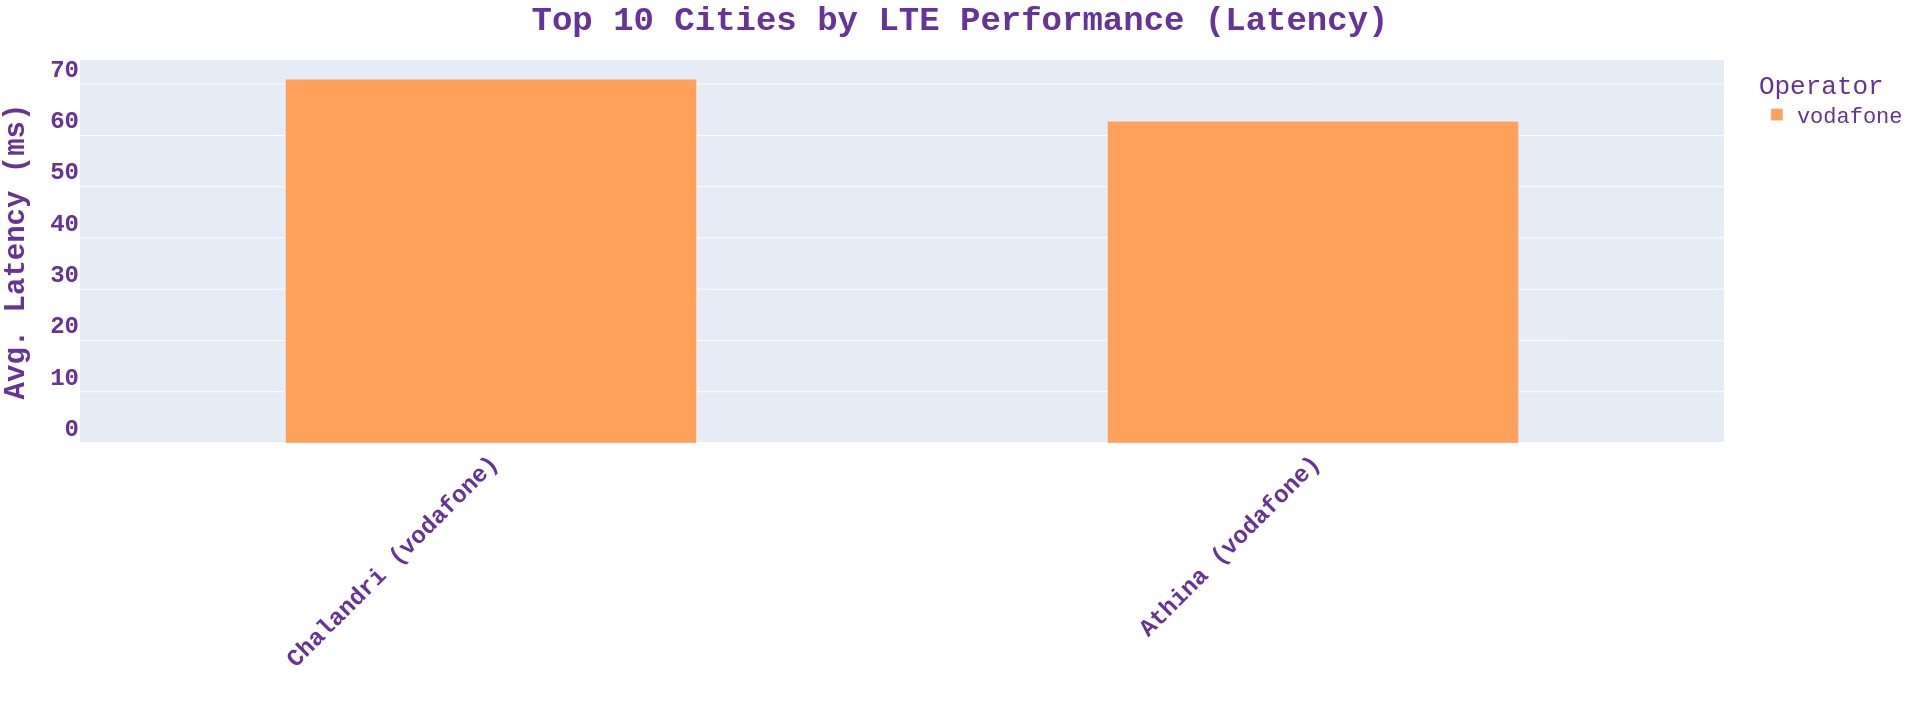 Top 10 Cities by LTE Performance (Latency)
Avg. Latency (ms)
70
60
50
40
30
20
10
0
Chalandri (vodafone)
Athina (vodafone)
Operator
vodafone